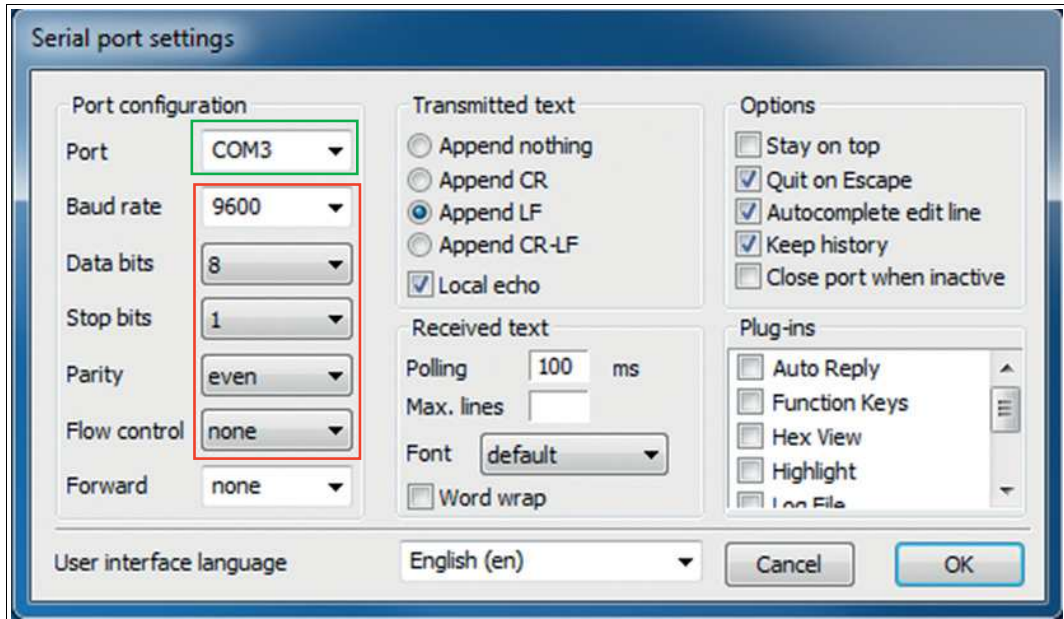 Serial port settings
Port configuration
Port COM3
Baud rate 9600
Data bits 8
Stop bits 1
Parity even
Flow control none
Forward none
Transmitted text
Append nothing
Append CR
Append LF
Append CR-LF
Local echo
Received text
Polling 100 ms
Max. lines
Font default
Word wrap
Options
Stay on top
Quit on Escape
Autocomplete edit line
Keep history
Close port when inactive
Plug-ins
Auto Reply
Function Keys
Hex View
Highlight
Log File
User interface language English (en) Cancel OK